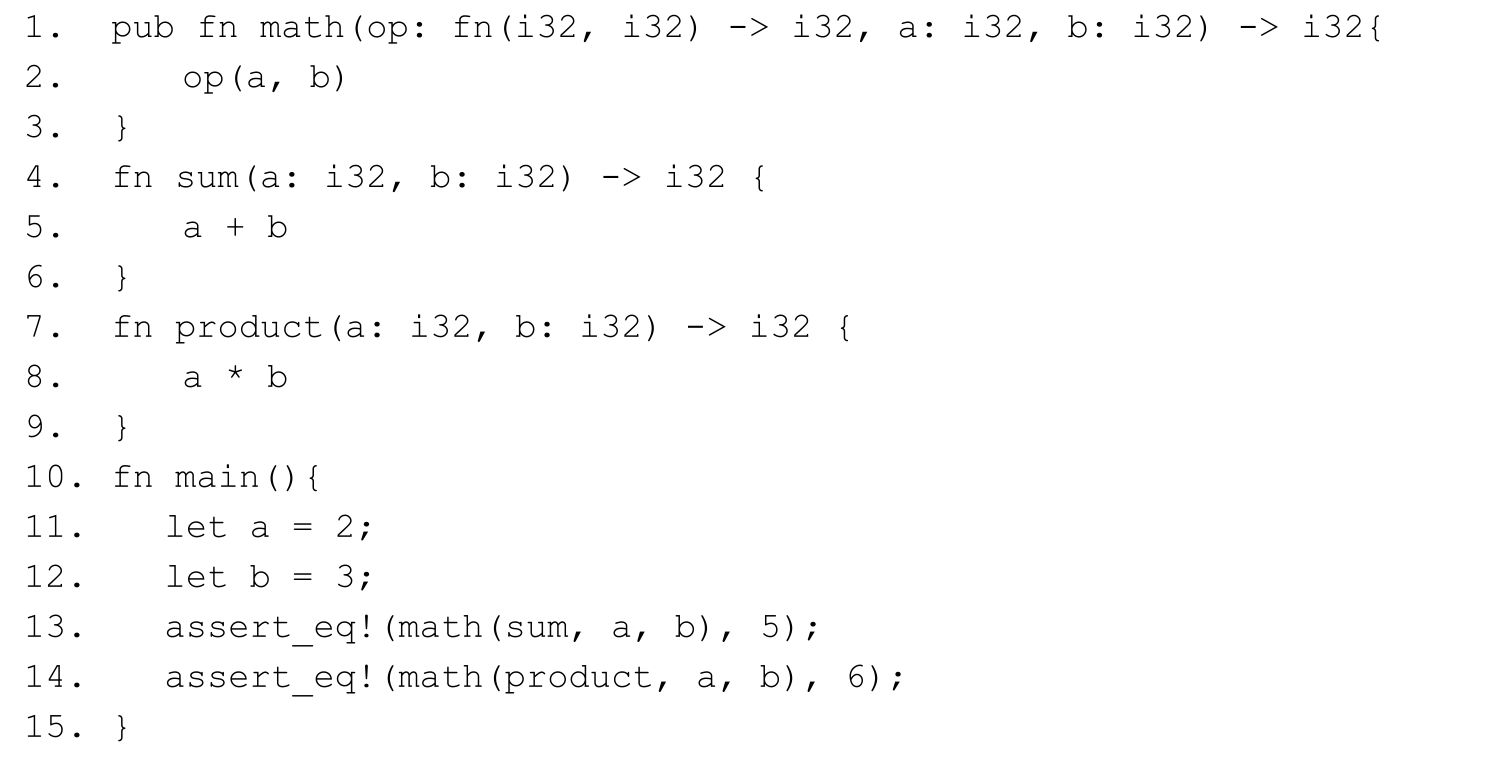 1. pub fn math(op: fn(i32, i32) -> i32, a: i32, b: i32) -> i32{
2.    op(a, b)
3. }
4. fn sum(a: i32, b: i32) -> i32 {
5.    a + b
6. }
7. fn product(a: i32, b: i32) -> i32 {
8.    a * b
9. }
10. fn main(){
11.   let a = 2;
12.   let b = 3;
13.   assert_eq!(math(sum, a, b), 5);
14.   assert_eq!(math(product, a, b), 6);
15. }